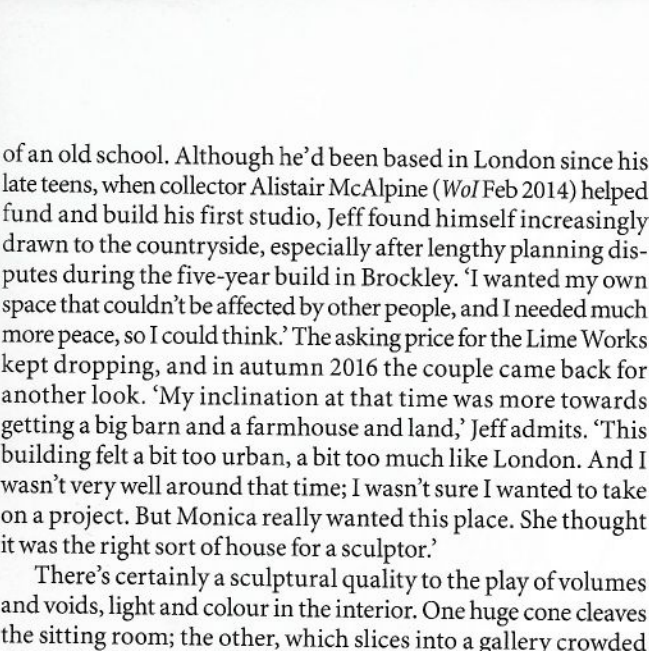 of an old school. Although he’d been based in London since his
late teens, when collector Alistair McAlpine (WoI Feb 2014) helped
fund and build his first studio, Jeff found himself increasingly
drawn to the countryside, especially after lengthy planning dis-
putes during the five-year build in Brockley. ‘I wanted my own
space that couldn’t be affected by other people, and I needed much
more peace, so I could think.’ The asking price for the Lime Works
kept dropping, and in autumn 2016 the couple came back for
another look. ‘My inclination at that time was more towards
getting a big barn and a farmhouse and land,’ Jeff admits. ‘This
building felt a bit too urban, a bit too much like London. And I
wasn’t very well around that time; I wasn’t sure I wanted to take
on a project. But Monica really wanted this place. She thought
it was the right sort of house for a sculptor.’
There’s certainly a sculptural quality to the play of volumes
and voids, light and colour in the interior. One huge cone cleaves
the sitting room; the other, which slices into a gallery crowded